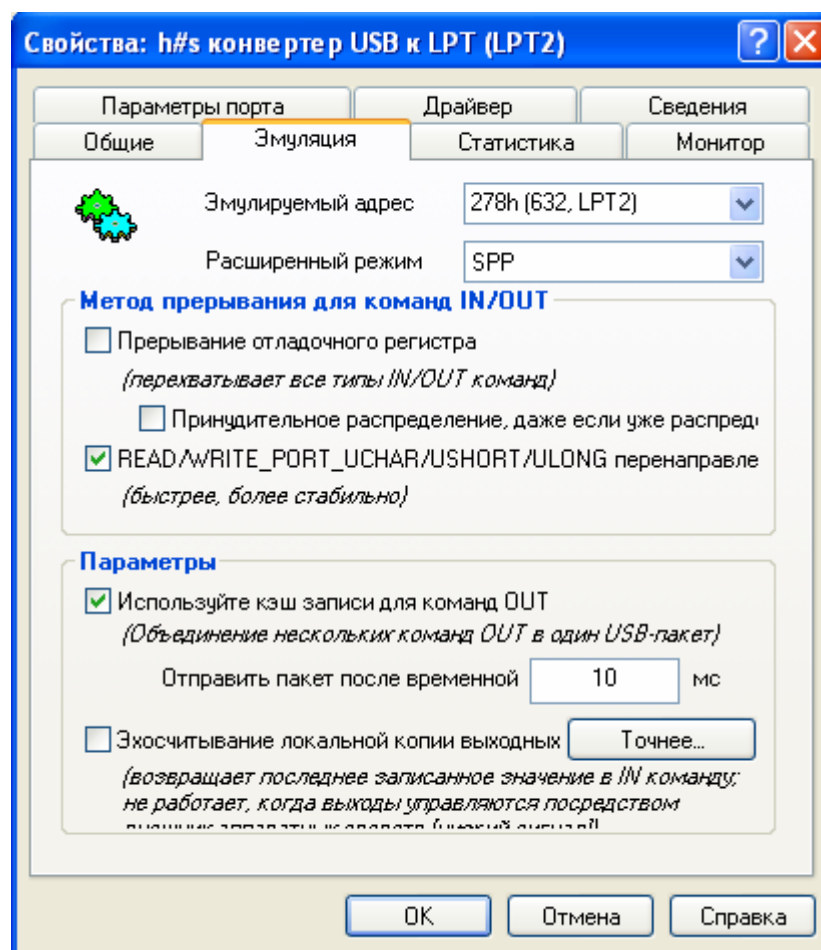 Свойства: h#s конвертер USB к LPT (LPT2)
Параметры порта Драйвер Сведения
Общие Эмуляция Статистика Монитор
Эмулируемый адрес 278h (632, LPT2)
Расширенный режим SPP
Метод прерывания для команд IN/OUT
Прерывание отладочного регистра
(перехватывает все типы IN/OUT команд)
Принудительное распределение, даже если уже распреде
READ/WRITE_PORT_UCHAR/USHORT/ULONG перенаправле
(быстрее, более стабильно)
Параметры
Используйте кэш записи для команд OUT
(Объединение нескольких команд OUT в один USB-пакет)
Отправить пакет после временной 10 мс
Эхосчитывание локальной копии выходных Точнее...
(возвращает последнее записанное значение в IN команду;
не работает, когда выходы управляются посредством
OK Отмена Справка